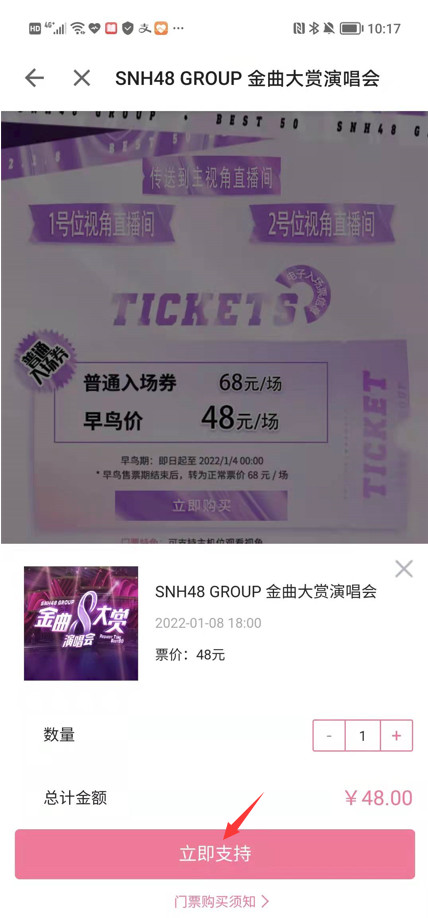 HD 4G+ 10:17
SNH48 GROUP 金曲大赏演唱会
GROUP • BEST 50 SNH48 G
BEST 50
传送到主视角直播间
1号位视角直播间 2号位视角直播间
TICKETS
普通
入场券
普通入场券 68元/场
早鸟价 48元/场
TICKET
早鸟期：即日起至 2022/1/4 00:00
* 早鸟售票期结束后，转为正常票价 68 元 / 场
立即购买
SNH48 GROUP
金曲大赏
演唱会
SNH48 GROUP 金曲大赏演唱会
2022-01-08 18:00
票价：48元
数量 - 1 +
总计金额 ￥48.00
立即支持
门票购买须知